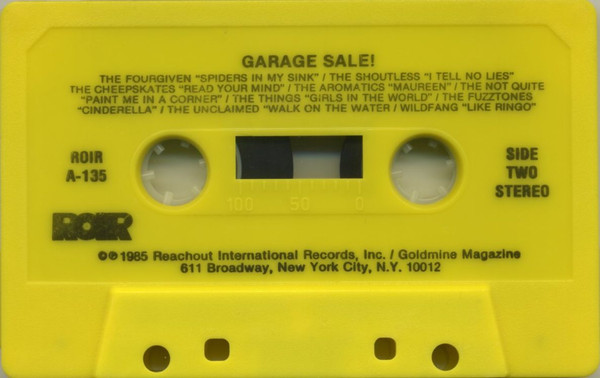 GARAGE SALE!
THE FOURGIVEN "SPIDERS IN MY SINK" / THE SHOUTLESS "I TELL NO LIES"
THE CHEEPSKATES "READ YOUR MIND" / THE AROMATICS "MAUREEN" / THE NOT QUITE
"PAINT ME IN A CORNER" / THE THINGS "GIRLS IN THE WORLD" / THE FUZZTONES
"CINDERELLA" / THE UNCLAIMED "WALK ON THE WATER / WILDFANG "LIKE RINGO"
ROIR
A-135
SIDE
TWO
STEREO
100 50 0
ROIR
©℗1985 Reachout International Records, Inc. / Goldmine Magazine
611 Broadway, New York City, N.Y. 10012